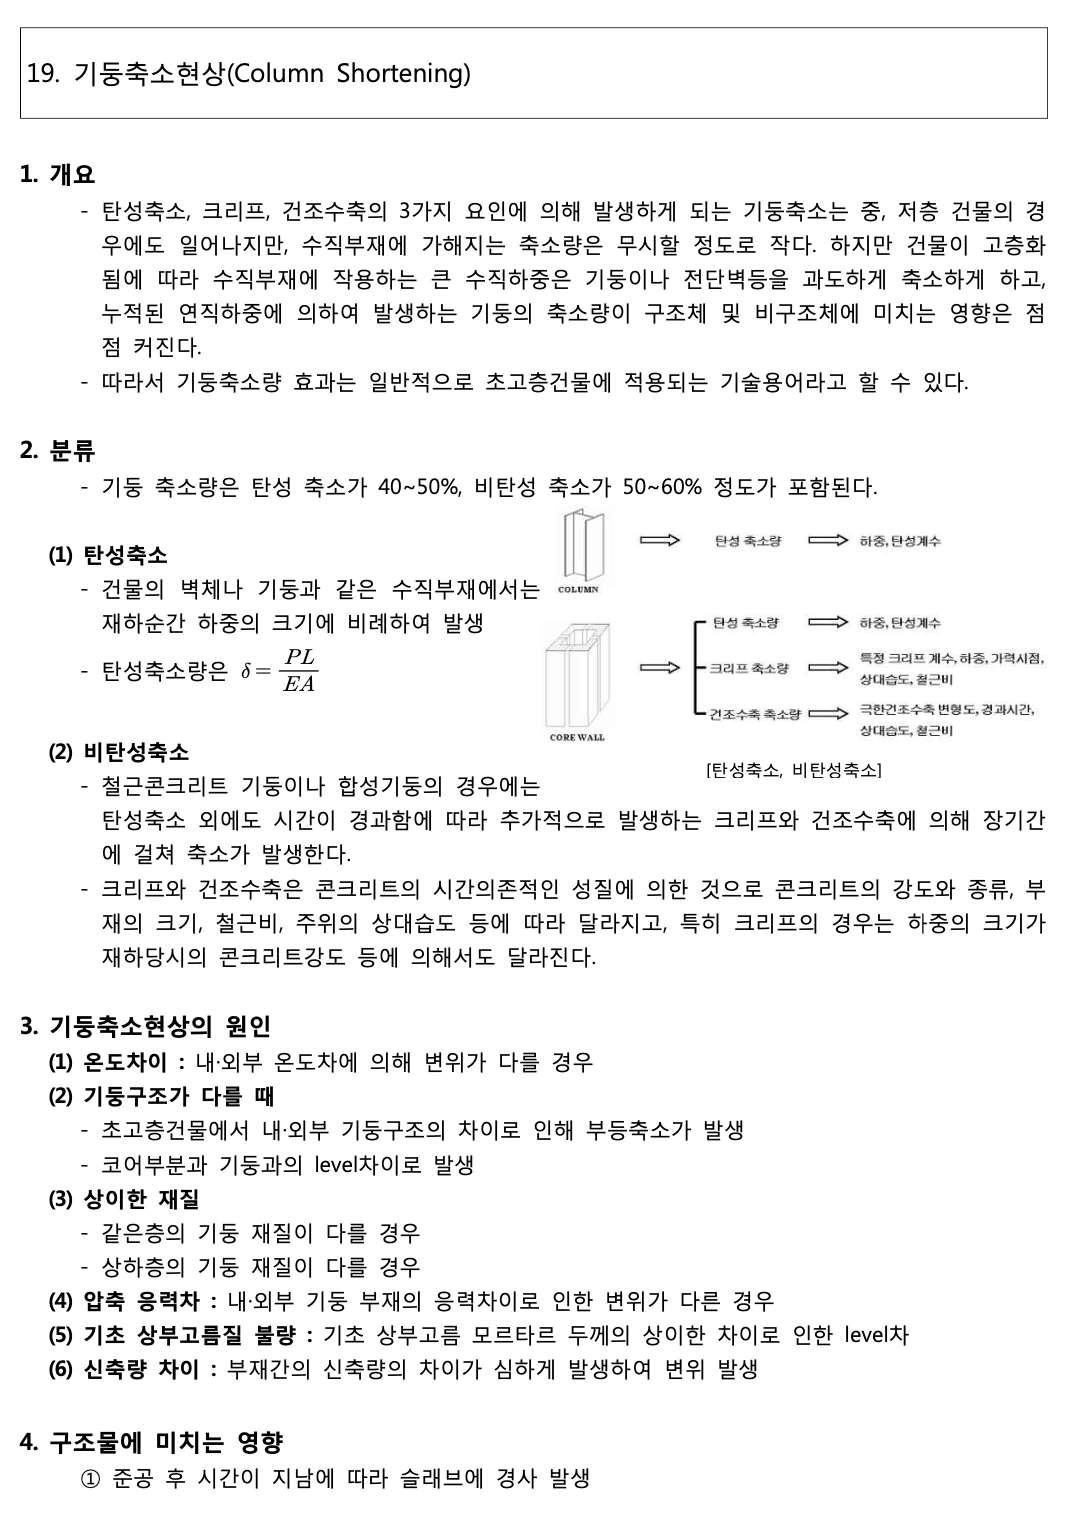 19. 기둥축소현상(Column Shortening)
1. 개요
- 탄성축소, 크리프, 건조수축의 3가지 요인에 의해 발생하게 되는 기둥축소는 중, 저층 건물의 경
우에도 일어나지만, 수직부재에 가해지는 축소량은 무시할 정도로 작다. 하지만 건물이 고층화
됨에 따라 수직부재에 작용하는 큰 수직하중은 기둥이나 전단벽등을 과도하게 축소하게 하고,
누적된 연직하중에 의하여 발생하는 기둥의 축소량이 구조체 및 비구조체에 미치는 영향은 점
점 커진다.
- 따라서 기둥축소량 효과는 일반적으로 초고층건물에 적용되는 기술용어라고 할 수 있다.
2. 분류
- 기둥 축소량은 탄성 축소가 40~50%, 비탄성 축소가 50~60% 정도가 포함된다.
(1) 탄성축소
- 건물의 벽체나 기둥과 같은 수직부재에서는
재하순간 하중의 크기에 비례하여 발생
- 탄성축소량은 δ = PL/EA
COLUMN
탄성 축소량
하중, 탄성계수
탄성 축소량
하중, 탄성계수
크리프 축소량
특정 크리프 계수, 하중, 가력시점,
상대습도, 철근비
건조수축 축소량
극한건조수축 변형도, 경과시간,
상대습도, 철근비
CORE WALL
[탄성축소, 비탄성축소]
(2) 비탄성축소
- 철근콘크리트 기둥이나 합성기둥의 경우에는
탄성축소 외에도 시간이 경과함에 따라 추가적으로 발생하는 크리프와 건조수축에 의해 장기간
에 걸쳐 축소가 발생한다.
- 크리프와 건조수축은 콘크리트의 시간의존적인 성질에 의한 것으로 콘크리트의 강도와 종류, 부
재의 크기, 철근비, 주위의 상대습도 등에 따라 달라지고, 특히 크리프의 경우는 하중의 크기가
재하당시의 콘크리트강도 등에 의해서도 달라진다.
3. 기둥축소현상의 원인
(1) 온도차이 : 내·외부 온도차에 의해 변위가 다를 경우
(2) 기둥구조가 다를 때
- 초고층건물에서 내·외부 기둥구조의 차이로 인해 부등축소가 발생
- 코어부분과 기둥과의 level차이로 발생
(3) 상이한 재질
- 같은층의 기둥 재질이 다를 경우
- 상하층의 기둥 재질이 다를 경우
(4) 압축 응력차 : 내·외부 기둥 부재의 응력차이로 인한 변위가 다른 경우
(5) 기초 상부고름질 불량 : 기초 상부고름 모르타르 두께의 상이한 차이로 인한 level차
(6) 신축량 차이 : 부재간의 신축량의 차이가 심하게 발생하여 변위 발생
4. 구조물에 미치는 영향
① 준공 후 시간이 지남에 따라 슬래브에 경사 발생